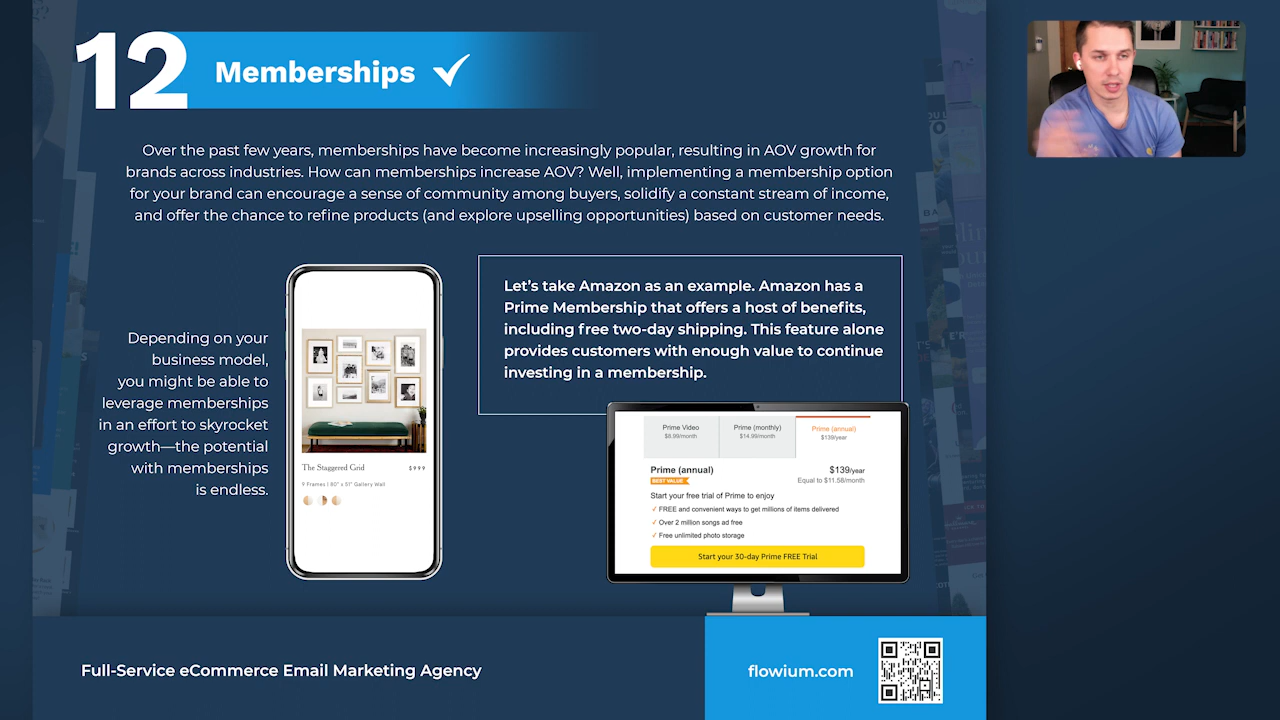 12
Memberships
Over the past few years, memberships have become increasingly popular, resulting in AOV growth for
brands across industries. How can memberships increase AOV? Well, implementing a membership option
for your brand can encourage a sense of community among buyers, solidify a constant stream of income,
and offer the chance to refine products (and explore upselling opportunities) based on customer needs.
Depending on your
business model,
you might be able to
leverage memberships
in an effort to skyrocket
growth—the potential
with memberships
is endless.
The Staggered Grid $999
9 Frames | 80" x 51" Gallery Wall
Let's take Amazon as an example. Amazon has a
Prime Membership that offers a host of benefits,
including free two-day shipping. This feature alone
provides customers with enough value to continue
investing in a membership.
Prime Video
$8.99/month
Prime (monthly)
$14.99/month
Prime (annual)
$139/year
Prime (annual) $139/year
BEST VALUE Equal to $11.58/month
Start your free trial of Prime to enjoy
FREE and convenient ways to get millions of items delivered
Over 2 million songs ad free
Free unlimited photo storage
Start your 30-day Prime FREE Trial
Full-Service eCommerce Email Marketing Agency
flowium.com